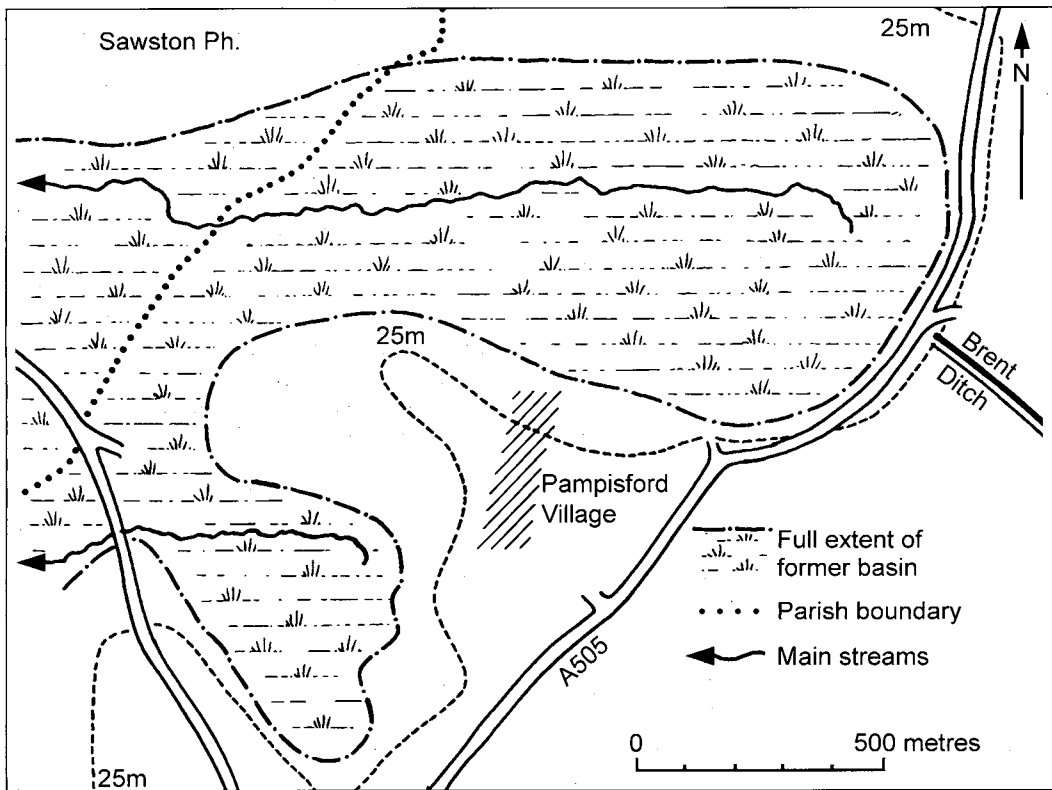 Sawston Ph.
25m
N
25m
Brent
Ditch
Pampisford
Village
Full extent of
former basin
Parish boundary
Main streams
A505
0 500 metres
25m